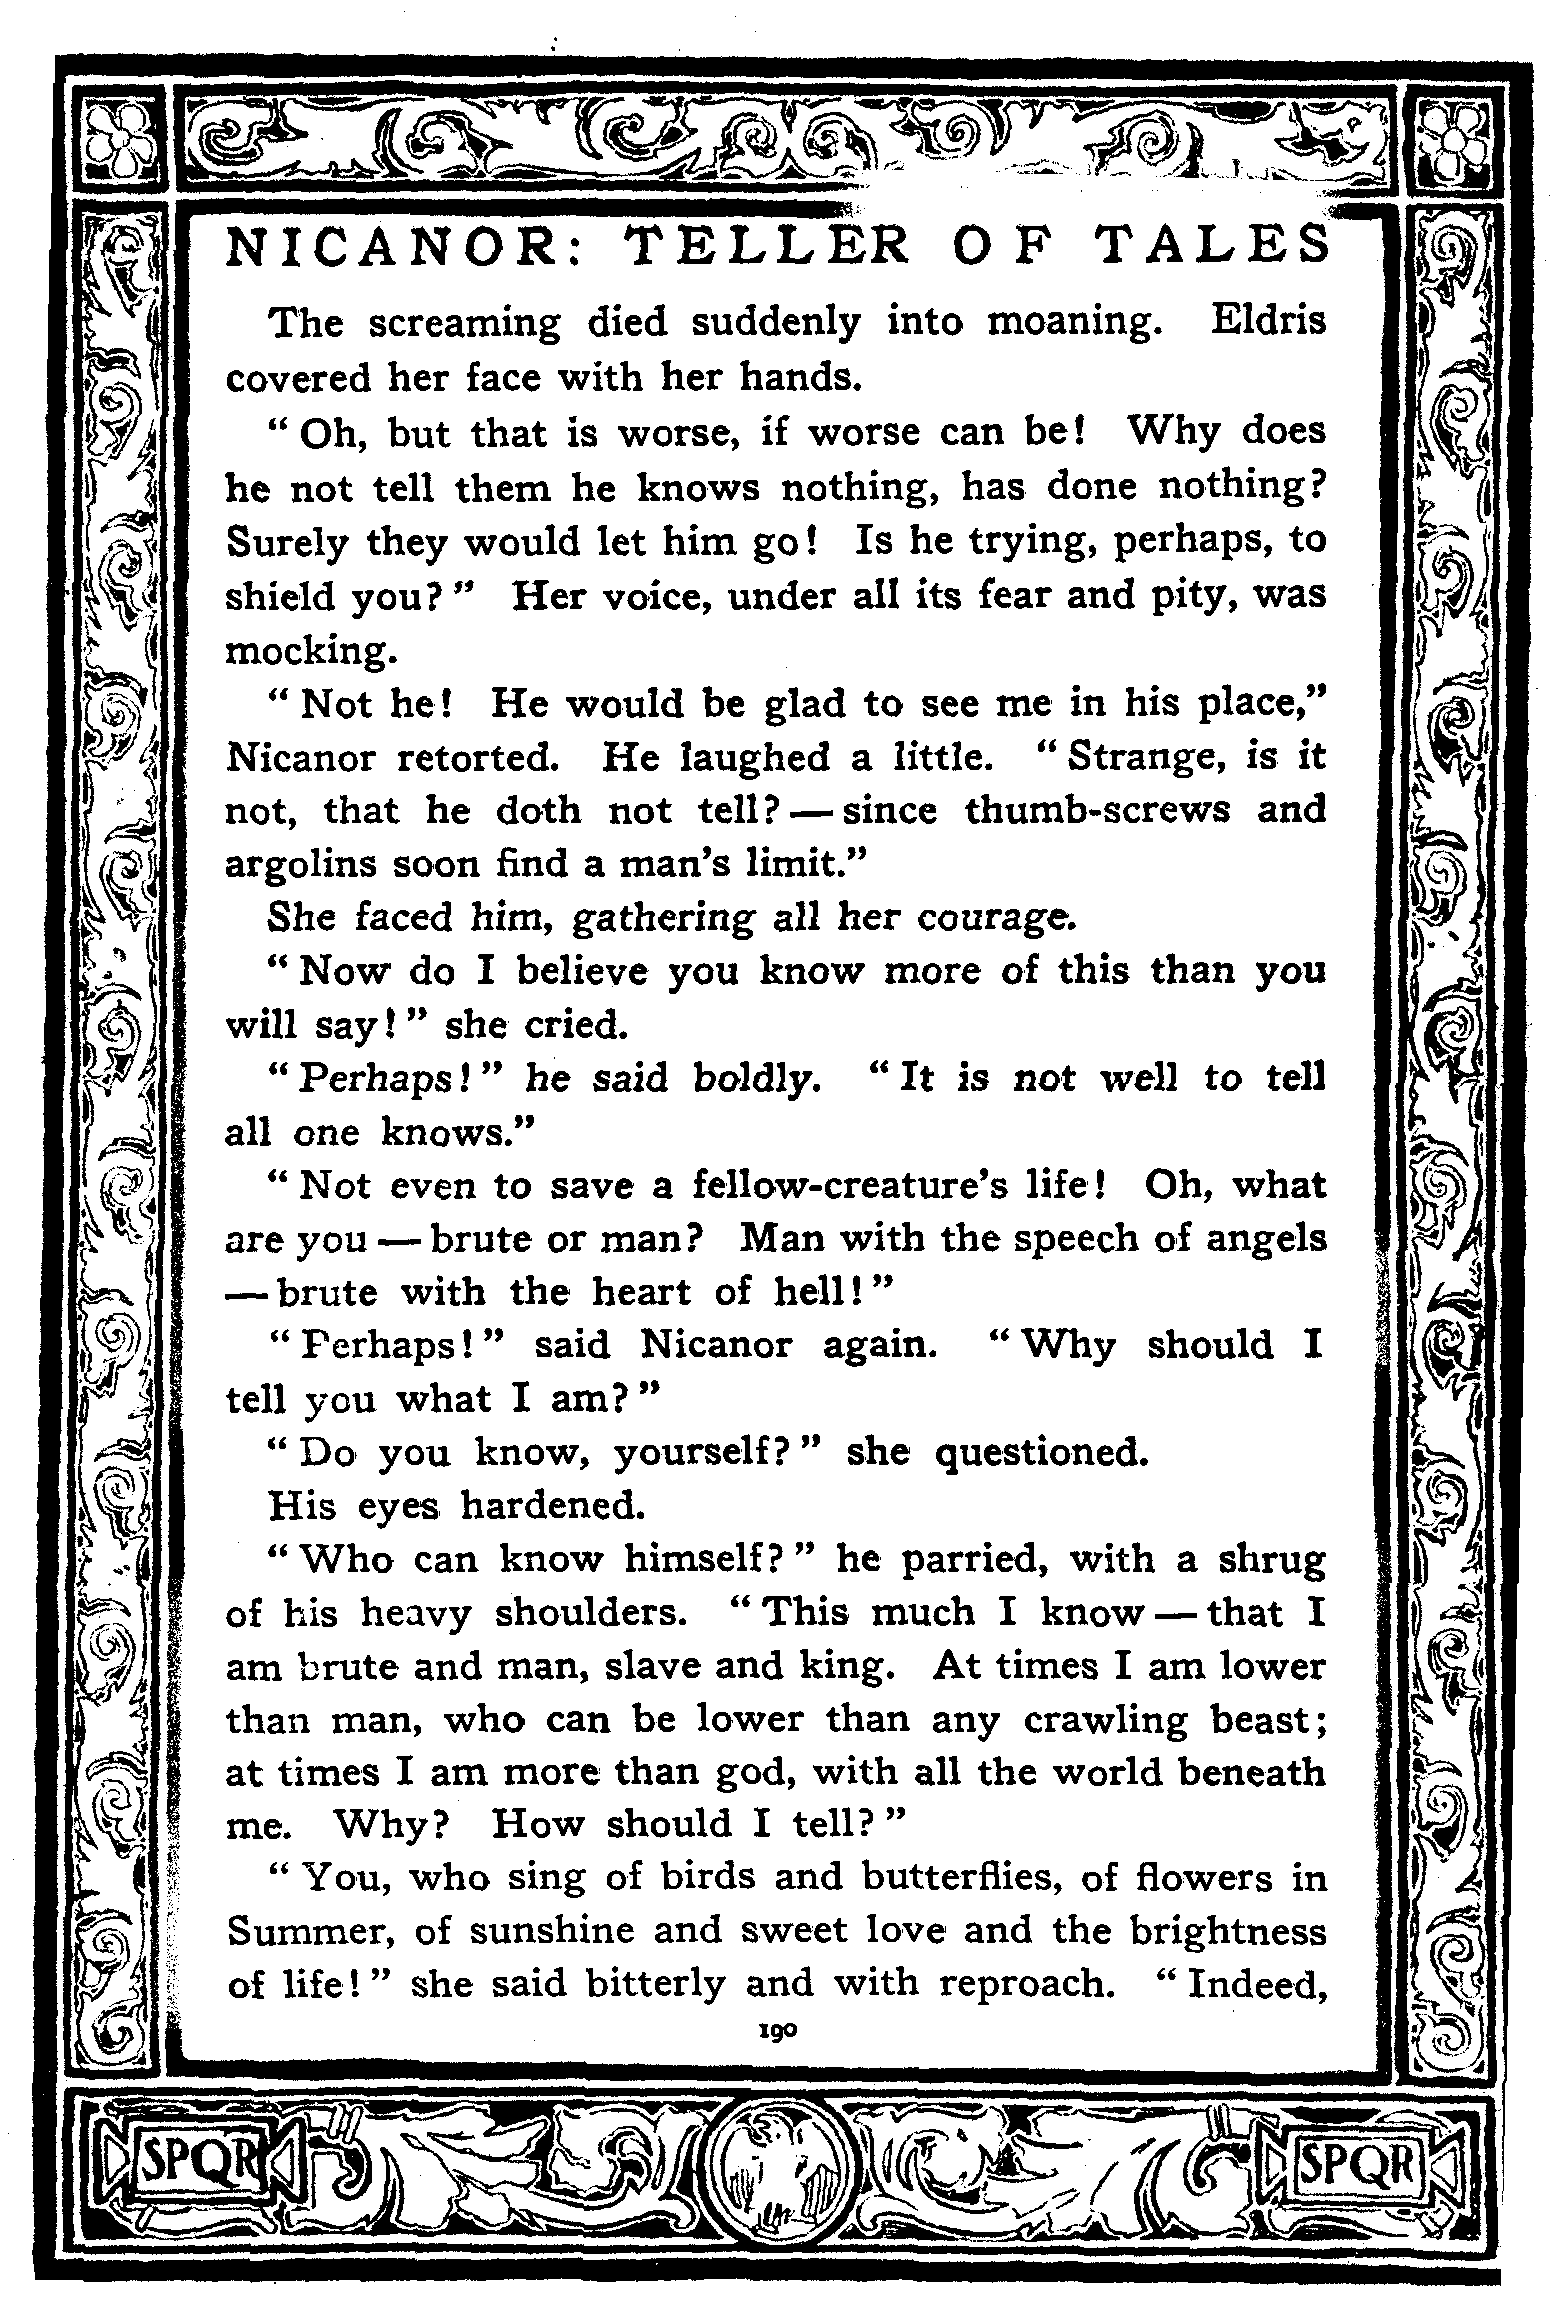 NICANOR: TELLER OF TALES
The screaming died suddenly into moaning. Eldris
covered her face with her hands.
“Oh, but that is worse, if worse can be! Why does
he not tell them he knows nothing, has done nothing?
Surely they would let him go! Is he trying, perhaps, to
shield you?” Her voice, under all its fear and pity, was
mocking.
“Not he! He would be glad to see me in his place,”
Nicanor retorted. He laughed a little. “Strange, is it
not, that he doth not tell?—since thumb-screws and
argolins soon find a man’s limit.”
She faced him, gathering all her courage.
“Now do I believe you know more of this than you
will say!” she cried.
“Perhaps!” he said boldly. “It is not well to tell
all one knows.”
“Not even to save a fellow-creature’s life! Oh, what
are you—brute or man? Man with the speech of angels
—brute with the heart of hell!”
“Perhaps!” said Nicanor again. “Why should I
tell you what I am?”
“Do you know, yourself?” she questioned.
His eyes hardened.
“Who can know himself?” he parried, with a shrug
of his heavy shoulders. “This much I know—that I
am brute and man, slave and king. At times I am lower
than man, who can be lower than any crawling beast;
at times I am more than god, with all the world beneath
me. Why? How should I tell?”
“You, who sing of birds and butterflies, of flowers in
Summer, of sunshine and sweet love and the brightness
of life!” she said bitterly and with reproach. “Indeed,
190
SPQR SPQR